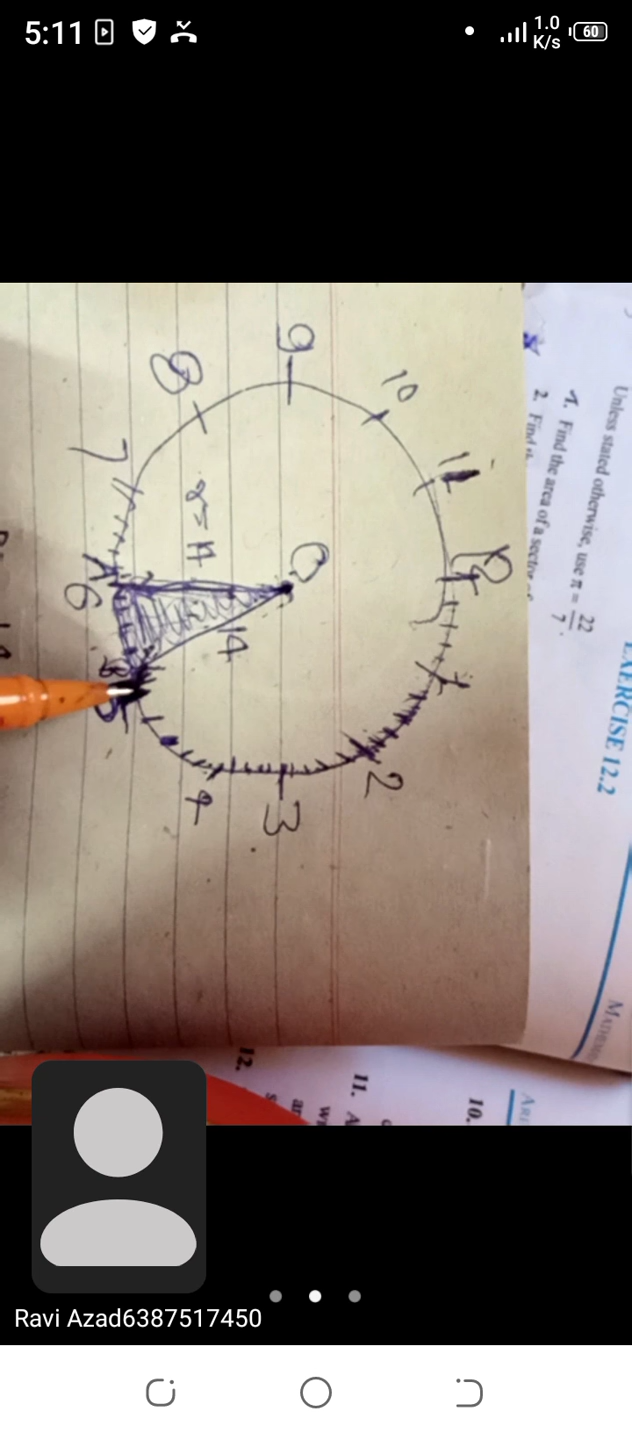 5:11
1.0
K/s
60
EXERCISE 12.2
Unless stated otherwise, use π = 22/7.
1. Find the area of a sector of
2. Find
10
11
12
1
2
3
4
5
6
7
8
9
O
A
B
r = 14
14
10.
11. A
12.
Ravi Azad6387517450